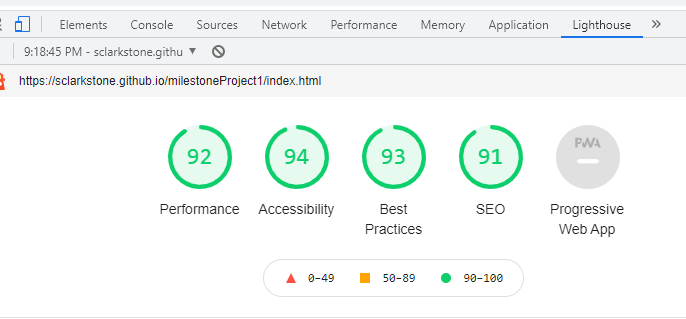 Elements Console Sources Network Performance Memory Application Lighthouse »
9:18:45 PM - sclarkstone.githu ▼
https://sclarkstone.github.io/milestoneProject1/index.html
92 94 93 91 PWA
Performance Accessibility Best Practices SEO Progressive Web App
0–49 50–89 90–100